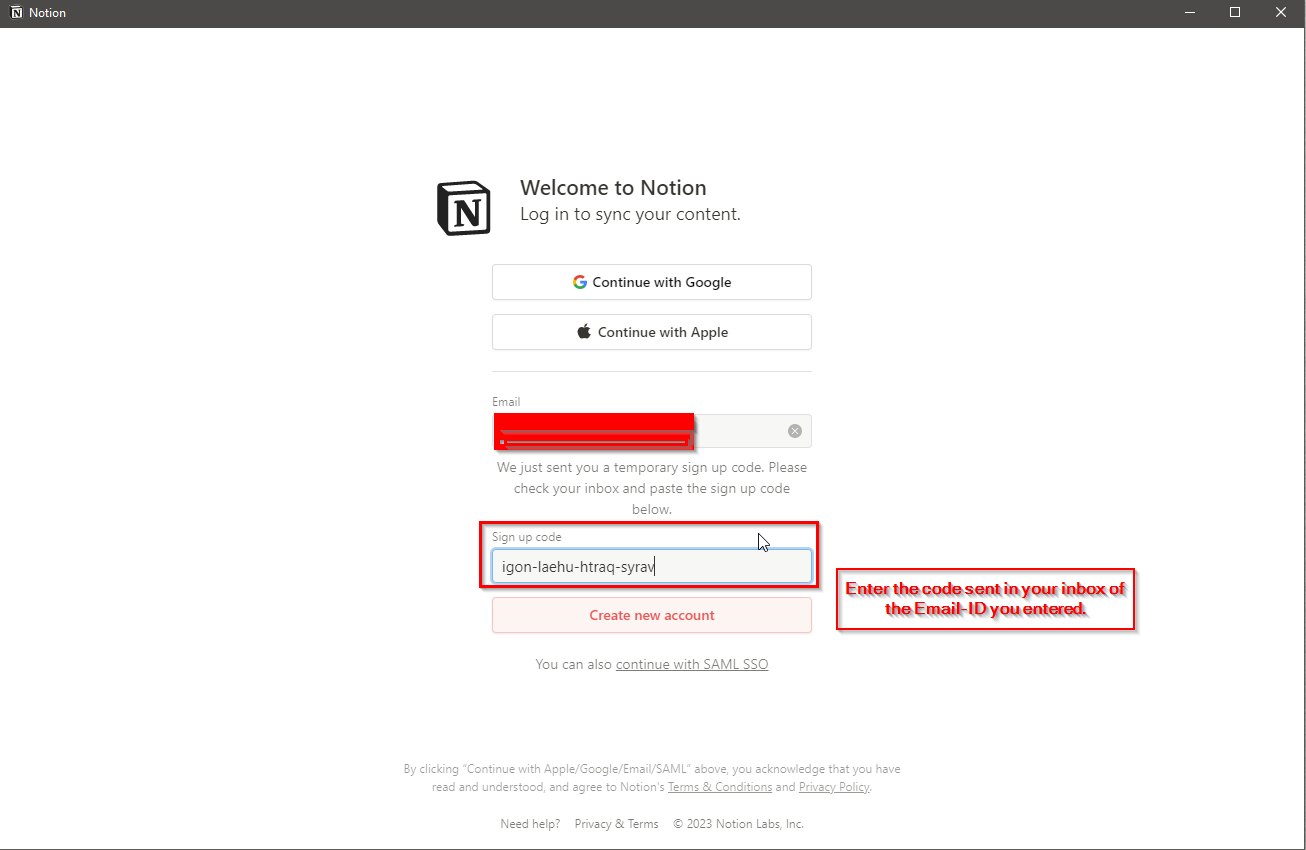 Notion
Welcome to Notion
Log in to sync your content.
Continue with Google
Continue with Apple
Email
We just sent you a temporary sign up code. Please
check your inbox and paste the sign up code
below.
Sign up code
igon-laehu-htraq-syrav
Create new account
Enter the code sent in your inbox of
the Email-ID you entered.
You can also continue with SAML SSO
By clicking “Continue with Apple/Google/Email/SAML” above, you acknowledge that you have
read and understood, and agree to Notion's Terms & Conditions and Privacy Policy.
Need help? Privacy & Terms © 2023 Notion Labs, Inc.